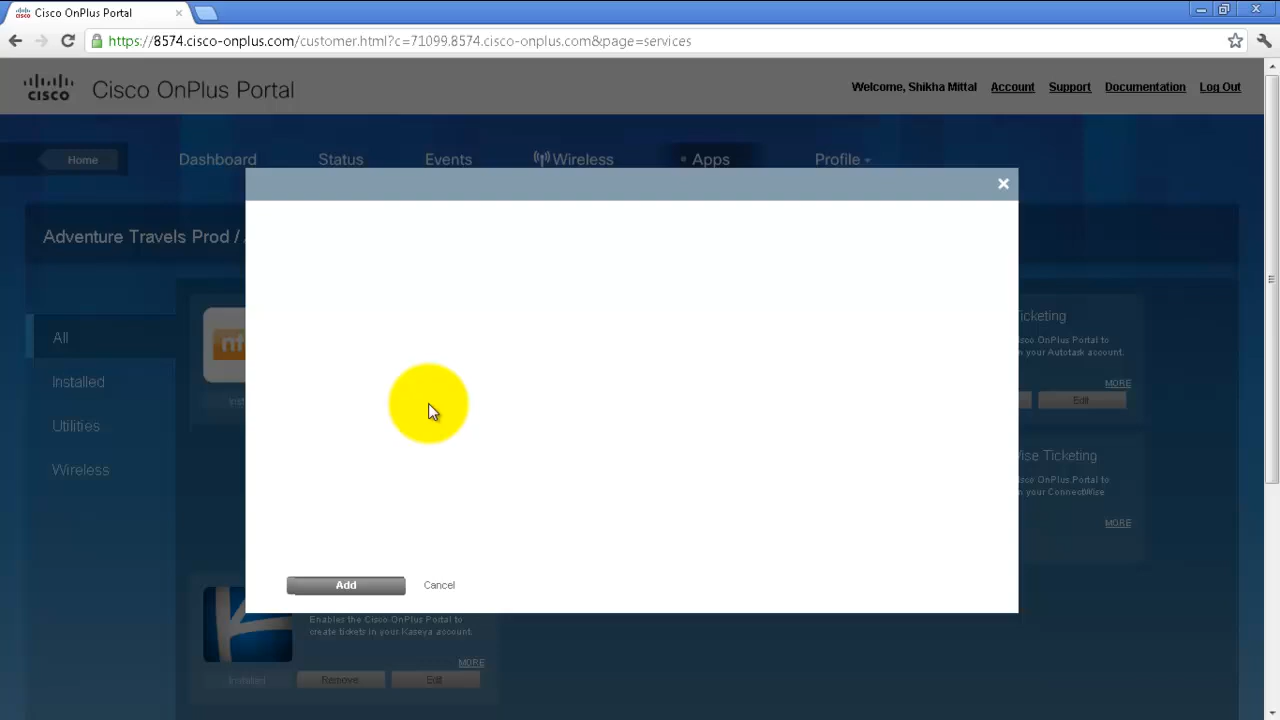 Cisco OnPlus Portal
https://8574.cisco-onplus.com/customer.html?c=71099.8574.cisco-onplus.com&page=services
CISCO Cisco OnPlus Portal
Welcome, Shikha Mittal Account Support Documentation Log Out
Home Dashboard Status Events Wireless Apps Profile
Adventure Travels Prod /
All
Installed
Utilities
Wireless
Ticketing
Cisco OnPlus Portal to
your Autotask account.
MORE
Edit
Wise Ticketing
Cisco OnPlus Portal to
your ConnectWise
MORE
Add Cancel
Enables the Cisco OnPlus Portal to
create tickets in your Kaseya account.
MORE
Installed Remove Edit